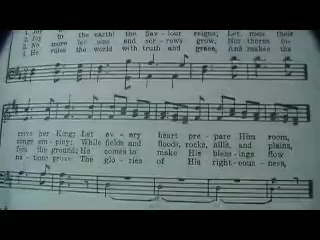 1. Joy
2. Joy to the earth! the Sav - iour reigns; Let men their
3. No more let sins and sor - rows grow, Nor thorns in-
4. He rules the world with truth and grace, And makes the
ceive her King; Let ev - ery heart pre - pare Him room,
songs em - ploy; While fields and floods, rocks, hills, and plains,
fest the ground; He comes to make His bless - ings flow
na - tions prove The glo - ries of His right - eous - ness,